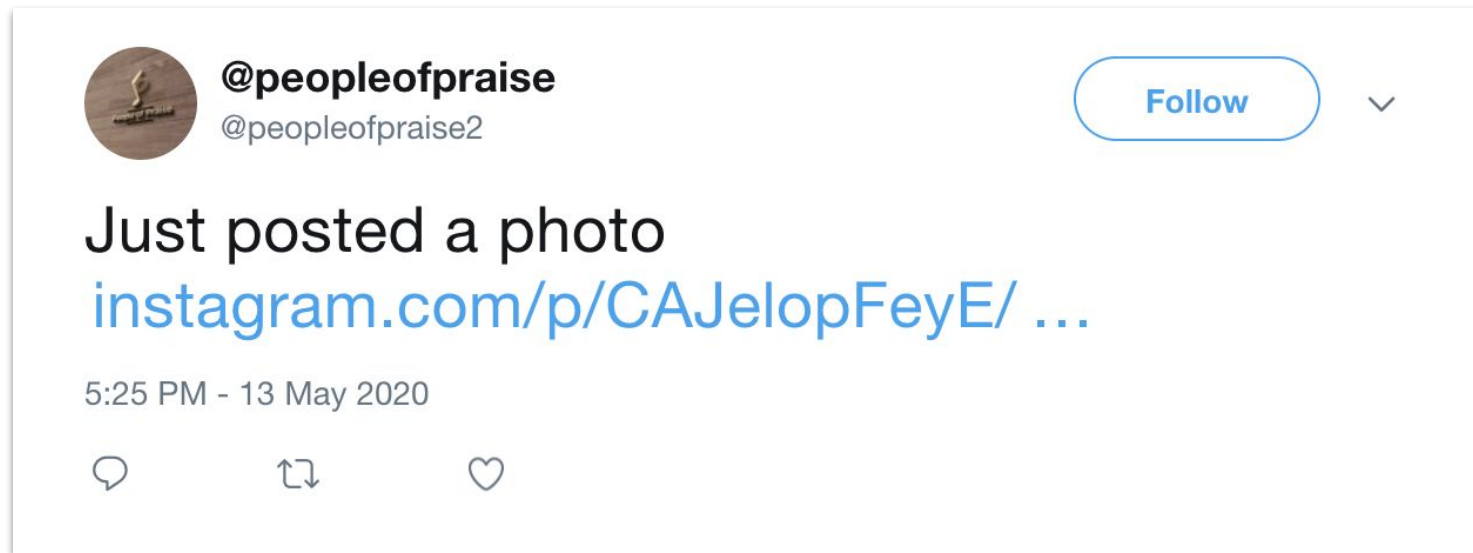 @peopleofpraise
@peopleofpraise2
Follow
Just posted a photo
instagram.com/p/CAJelopFeyE/ ...
5:25 PM - 13 May 2020